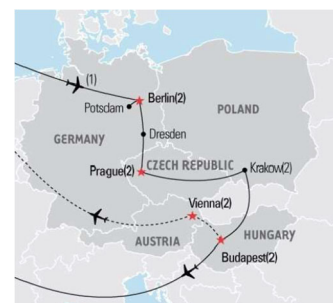 (1)
Berlin(2)
Potsdam
POLAND
GERMANY
Dresden
Prague(2)
CZECH REPUBLIC
Krakow(2)
Vienna(2)
AUSTRIA
HUNGARY
Budapest(2)